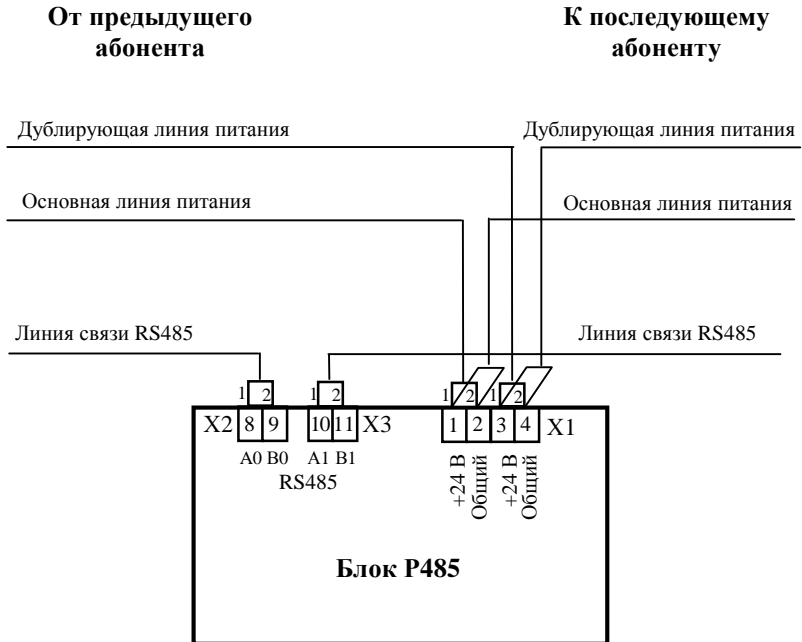 От предыдущего
абонента
К последующему
абоненту
Дублирующая линия питания
Дублирующая линия питания
Основная линия питания
Основная линия питания
Линия связи RS485
Линия связи RS485
1 2
1 2
1 2
1 2
X2 8 9
10 11 X3
1 2 3 4 X1
A0 B0
A1 B1
RS485
+24 В
Общий
+24 В
Общий
Блок Р485